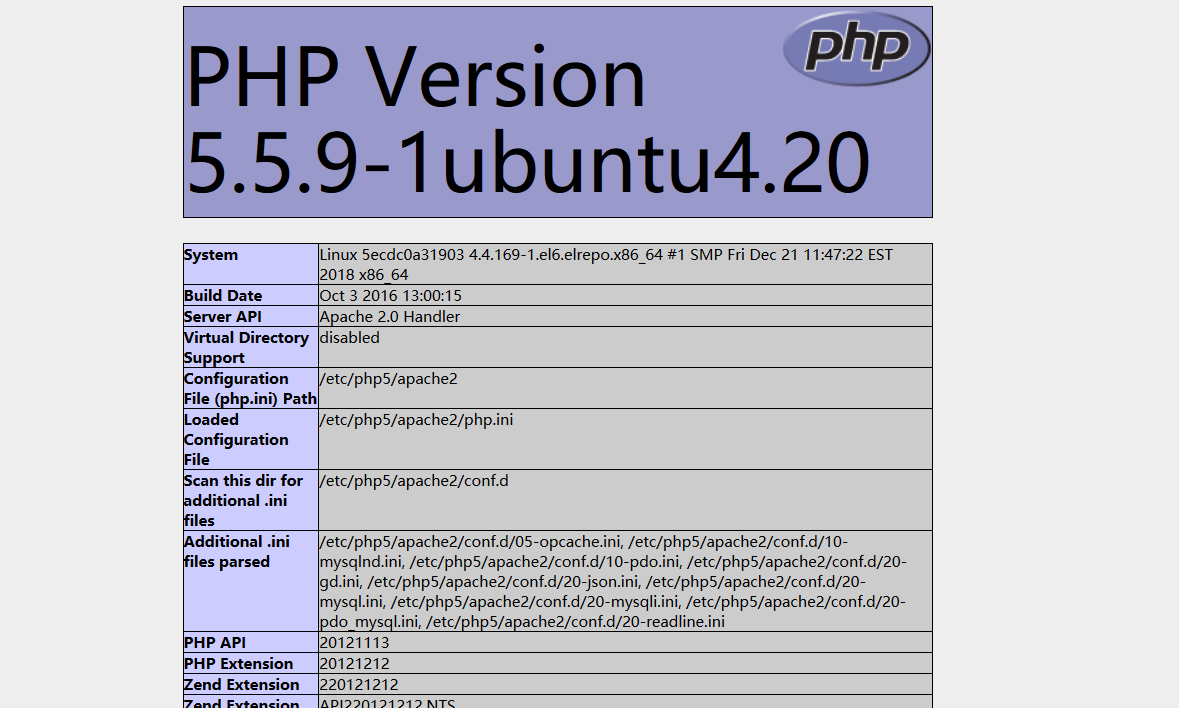 php
PHP Version
5.5.9-1ubuntu4.20
System
Linux 5ecdc0a31903 4.4.169-1.el6.elrepo.x86_64 #1 SMP Fri Dec 21 11:47:22 EST
2018 x86_64
Build Date
Oct 3 2016 13:00:15
Server API
Apache 2.0 Handler
Virtual Directory
Support
disabled
Configuration
File (php.ini) Path
/etc/php5/apache2
Loaded
Configuration
File
/etc/php5/apache2/php.ini
Scan this dir for
additional .ini
files
/etc/php5/apache2/conf.d
Additional .ini
files parsed
/etc/php5/apache2/conf.d/05-opcache.ini, /etc/php5/apache2/conf.d/10-
mysqlnd.ini, /etc/php5/apache2/conf.d/10-pdo.ini, /etc/php5/apache2/conf.d/20-
gd.ini, /etc/php5/apache2/conf.d/20-json.ini, /etc/php5/apache2/conf.d/20-
mysql.ini, /etc/php5/apache2/conf.d/20-mysqli.ini, /etc/php5/apache2/conf.d/20-
pdo_mysql.ini, /etc/php5/apache2/conf.d/20-readline.ini
PHP API
20121113
PHP Extension
20121212
Zend Extension
220121212
Zend Extension
API220121212,NTS